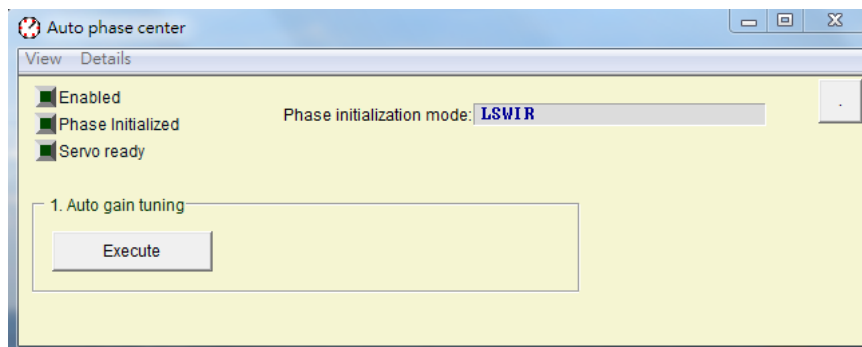 Auto phase center
View Details
Enabled
Phase Initialized
Servo ready
Phase initialization mode: LSWIR
.
1. Auto gain tuning
Execute